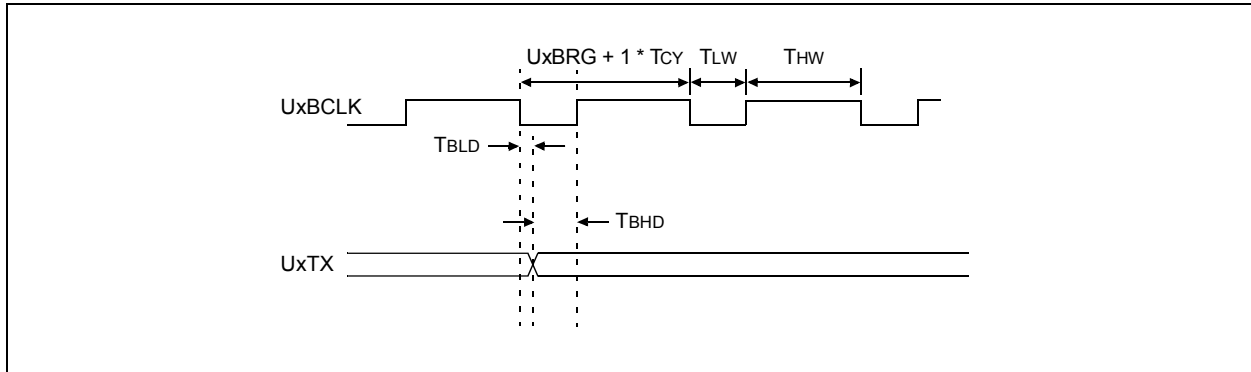 UxBRG + 1 * TCY TLW THW
UxBCLK
TBLD
TBHD
UxTX